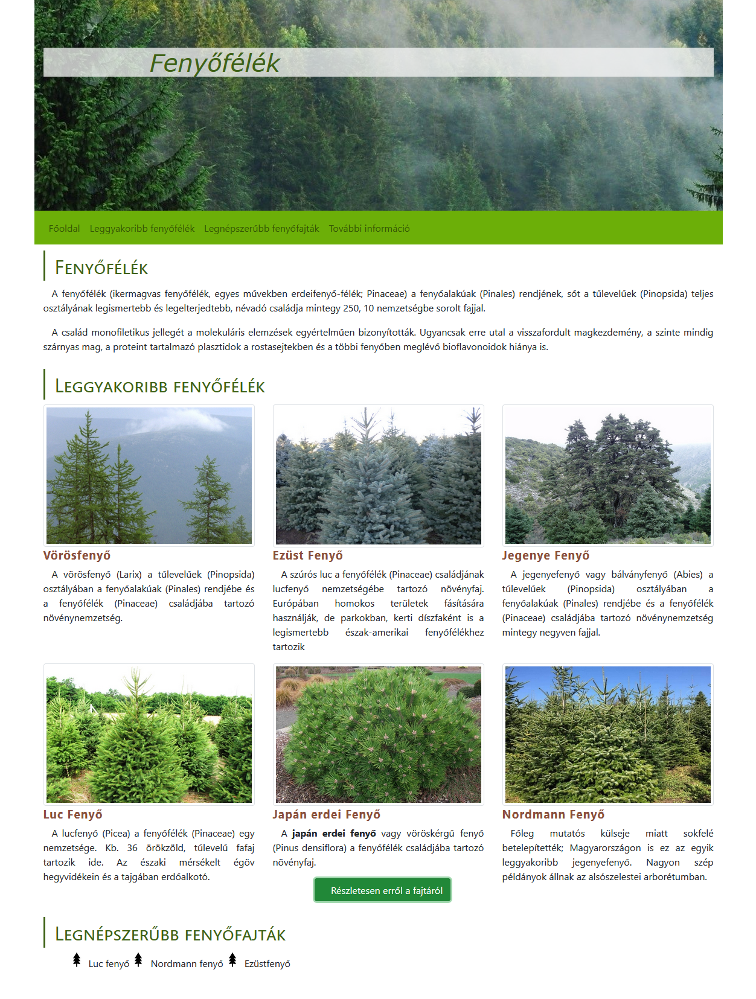 Fenyőfélék
Főoldal Leggyakoribb fenyőfélék Legnépszerűbb fenyőfajták További információ
Fenyőfélék
A fenyőfélék (ikermagvas fenyőfélék, egyes művekben erdeifenyő-félék; Pinaceae) a fenyőalakúak (Pinales) rendjének, sőt a tűlevelűek (Pinopsida) teljes
osztályának legismertebb és legelterjedtebb, névadó családja mintegy 250, 10 nemzetségbe sorolt fajjal.
A család monofiletikus jellegét a molekuláris elemzések egyértelműen bizonyították. Ugyancsak erre utal a visszafordult magkezdemény, a szinte mindig
szárnyas mag, a proteint tartalmazó plasztidok a rostasejtekben és a többi fenyőben meglévő bioflavonoidok hiánya is.
Leggyakoribb fenyőfélék
Vörösfenyő
A vörösfenyő (Larix) a tűlevelűek (Pinopsida)
osztályában a fenyőalakúak (Pinales) rendjébe és
a fenyőfélék (Pinaceae) családjába tartozó
növénynemzetség.
Ezüst Fenyő
A szúrós luc a fenyőfélék (Pinaceae) családjának
lucfenyő nemzetségébe tartozó növényfaj.
Európában homokos területek fásítására
használják, de parkokban, kerti díszfaként is a
legismertebb észak-amerikai fenyőfélékhez
tartozik
Jegenye Fenyő
A jegenyefenyő vagy bálványfenyő (Abies) a
tűlevelűek (Pinopsida) osztályában a
fenyőalakúak (Pinales) rendjébe és a fenyőfélék
(Pinaceae) családjába tartozó növénynemzetség
mintegy negyven fajjal.
Luc Fenyő
A lucfenyő (Picea) a fenyőfélék (Pinaceae) egy
nemzetsége. Kb. 36 örökzöld, tűlevelű fafaj
tartozik ide. Az északi mérsékelt égöv
hegyvidékein és a tajgában erdőalkotó.
Japán erdei Fenyő
A japán erdei fenyő vagy vöröskérgű fenyő
(Pinus densiflora) a fenyőfélék családjába tartozó
növényfaj.
Részletesen erről a fajtáról
Nordmann Fenyő
Főleg mutatós külseje miatt sokfelé
betelepítették; Magyarországon is ez az egyik
leggyakoribb jegenyefenyő. Nagyon szép
példányok állnak az alsószelestei arborétumban.
Legnépszerűbb fenyőfajták
Luc fenyő Nordmann fenyő Ezüstfenyő